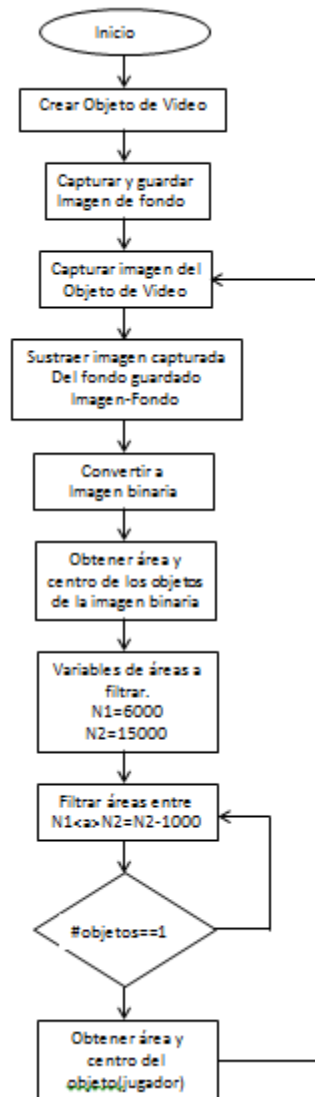 Inicio
Crear Objeto de Video
Capturar y guardar
Imagen de fondo
Capturar imagen del
Objeto de Video
Sustraer imagen capturada
Del fondo guardado
Imagen-Fondo
Convertir a
Imagen binaria
Obtener área y
centro de los objetos
de la imagen binaria
Variables de áreas a
filtrar.
N1=6000
N2=15000
Filtrar áreas entre
N1<a>N2=N2-1000
#objetos==1
Obtener área y
centro del
objeto(jugador)